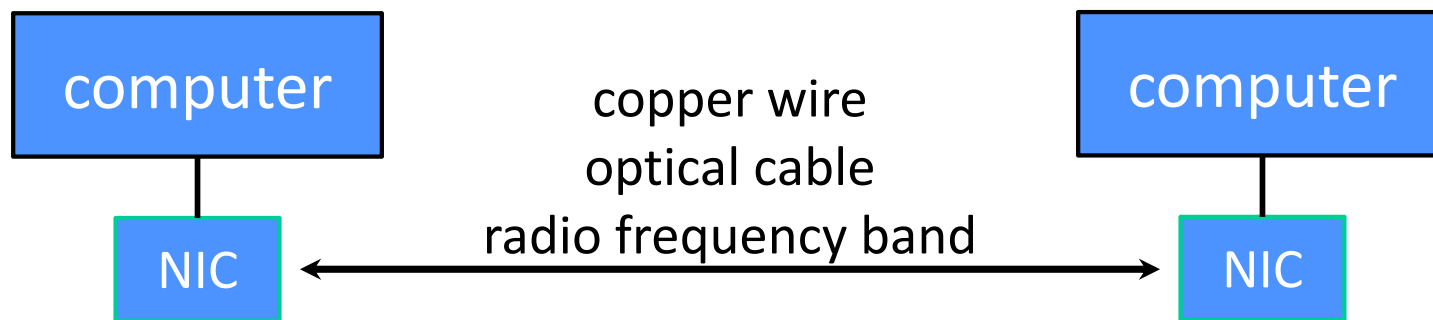 computer
copper wire
optical cable
radio frequency band
NIC
computer
NIC